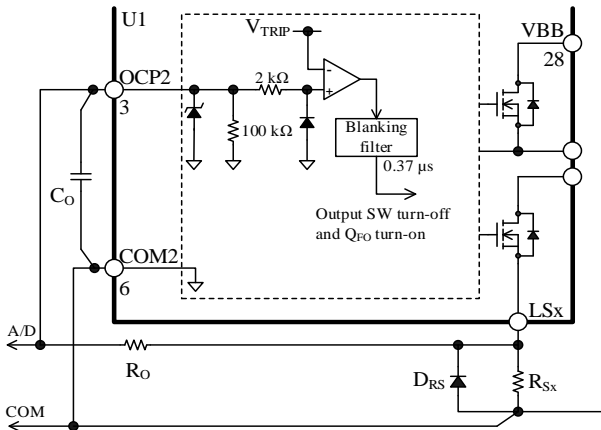 U1
VTRIP
VBB
28
OCP2
3
2 kΩ
-
+
100 kΩ
Blanking
filter
0.37 µs
CO
Output SW turn-off
and QFO turn-on
COM2
6
LSx
A/D
RO
DRS
RSx
COM